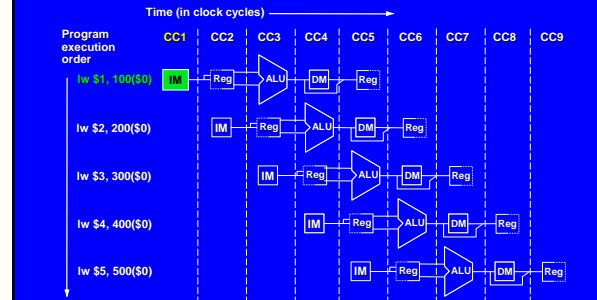 Time (in clock cycles)
Program
execution
order
CC1 CC2 CC3 CC4 CC5 CC6 CC7 CC8 CC9
lw $1, 100($0) IM Reg ALU DM Reg
lw $2, 200($0) IM Reg ALU DM Reg
lw $3, 300($0) IM Reg ALU DM Reg
lw $4, 400($0) IM Reg ALU DM Reg
lw $5, 500($0) IM Reg ALU DM Reg